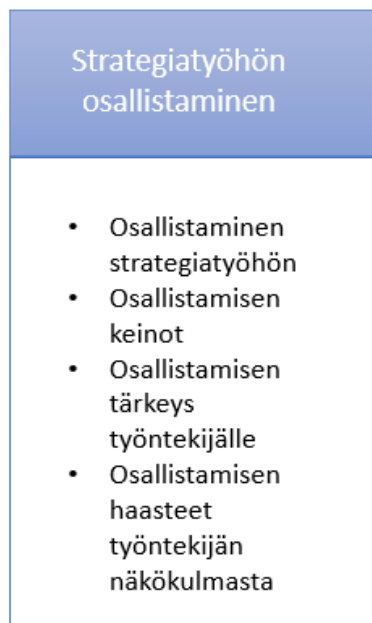 Strategiatyöhön
osallistaminen
• Osallistaminen
strategiatyöhön
• Osallistamisen
keinot
• Osallistamisen
tärkeys
työntekijälle
• Osallistamisen
haasteet
työntekijän
näkökulmasta